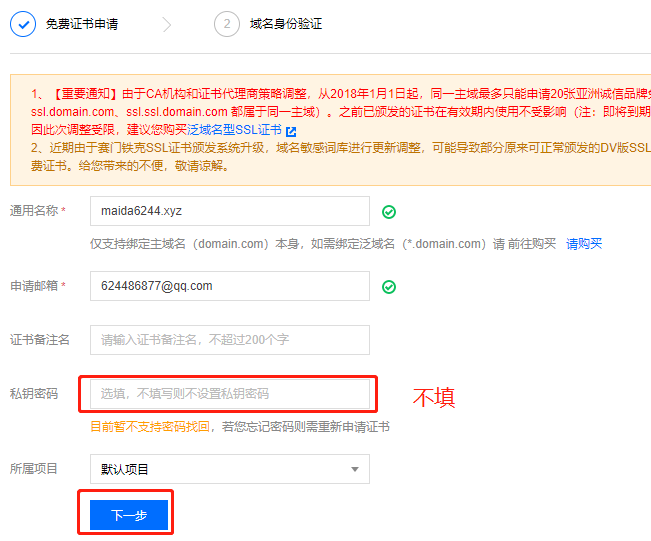 免费证书申请
2 域名身份验证
1、【重要通知】由于CA机构和证书代理商策略调整，从2018年1月1日起，同一主域最多只能申请20张亚洲诚信品牌
ssl.domain.com、ssl.ssl.domain.com 都属于同一主域）。之前已颁发的证书在有效期内使用不受影响（注：即将到期
因此次调整受限，建议您购买泛域名型SSL证书
2、近期由于赛门铁克SSL证书颁发系统升级，域名敏感词库进行更新调整，可能导致部分原来可正常颁发的DV版SSL
费证书。给您带来的不便，敬请谅解。
通用名称 * maida6244.xyz
仅支持绑定主域名（domain.com）本身，如需绑定泛域名（*.domain.com）请 前往购买 请购买
申请邮箱 * 624486877@qq.com
证书备注名 请输入证书备注名，不超过200个字
私钥密码 选填，不填写则不设置私钥密码 不填
目前暂不支持密码找回，若您忘记密码则需重新申请证书
所属项目 默认项目
下一步